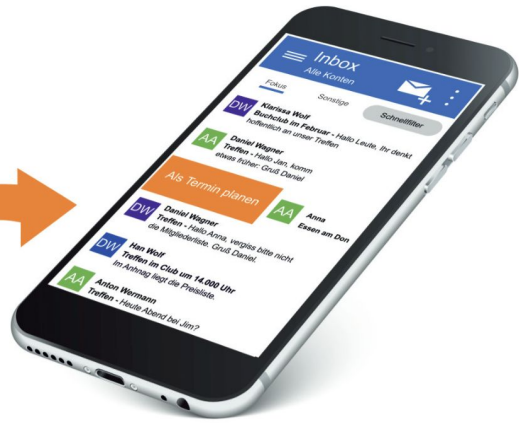 Inbox
Alle Konten
Fokus Sonstige Schnellfilter
DW Klarissa Wolf
Buchclub im Februar - Hallo Leute. Ihr denkt
hoffentlich an unser Treffen
AA Daniel Wagner
Treffen - Hallo Jan, komm
etwas früher: Gruß Daniel
Als Termin planen AA Anna
Essen am Don
DW Daniel Wagner
Treffen - Hallo Anna, vergiss bitte nicht
die Mitgliederliste. Gruß Daniel.
DW Han Wolf
Treffen im Club um 14.000 Uhr
Im Anhnag liegt die Preisliste.
AA Anton Wermann
Treffen - Heute Abend bei Jim?